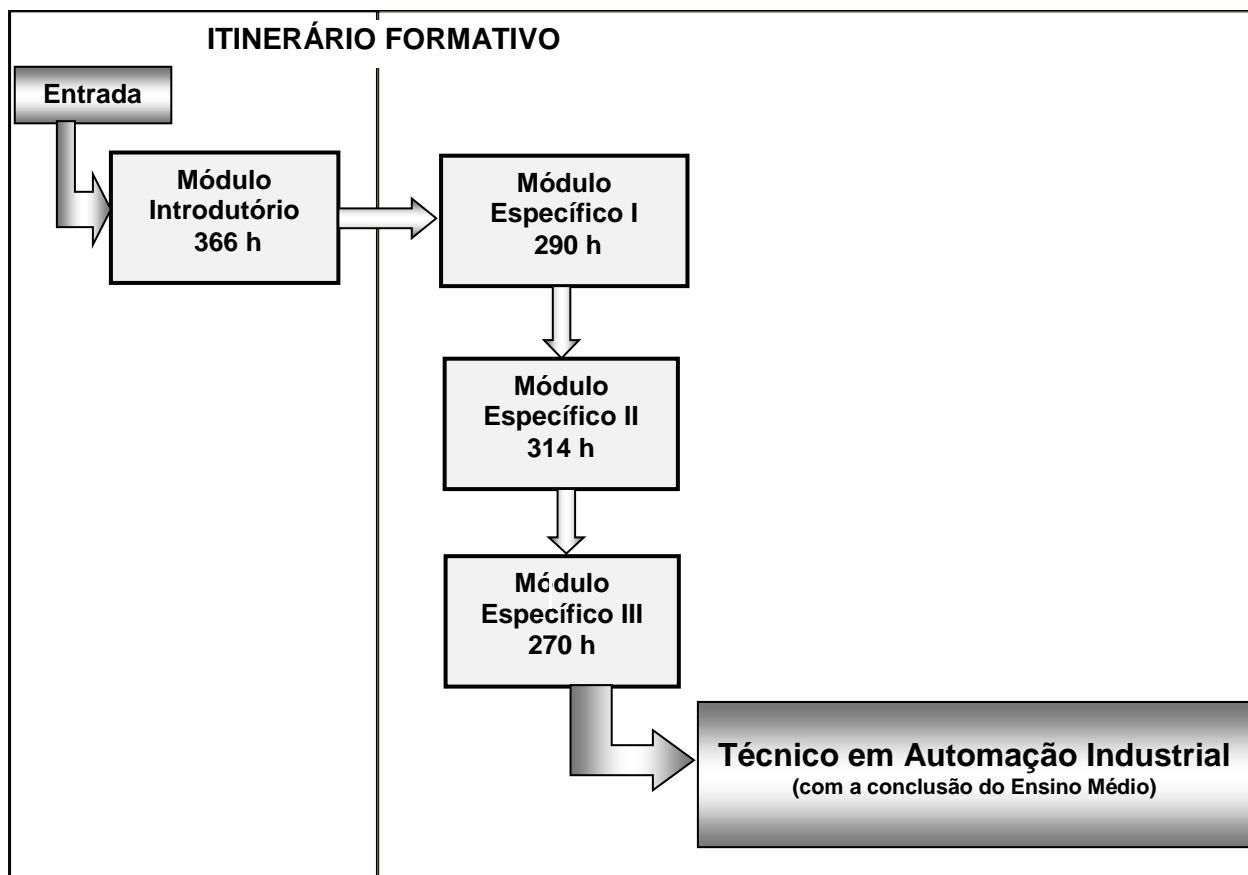 ITINERÁRIO FORMATIVO
Entrada
Módulo
Introdutório
366 h
Módulo
Específico I
290 h
Módulo
Específico II
314 h
Módulo
Específico III
270 h
Técnico em Automação Industrial
(com a conclusão do Ensino Médio)